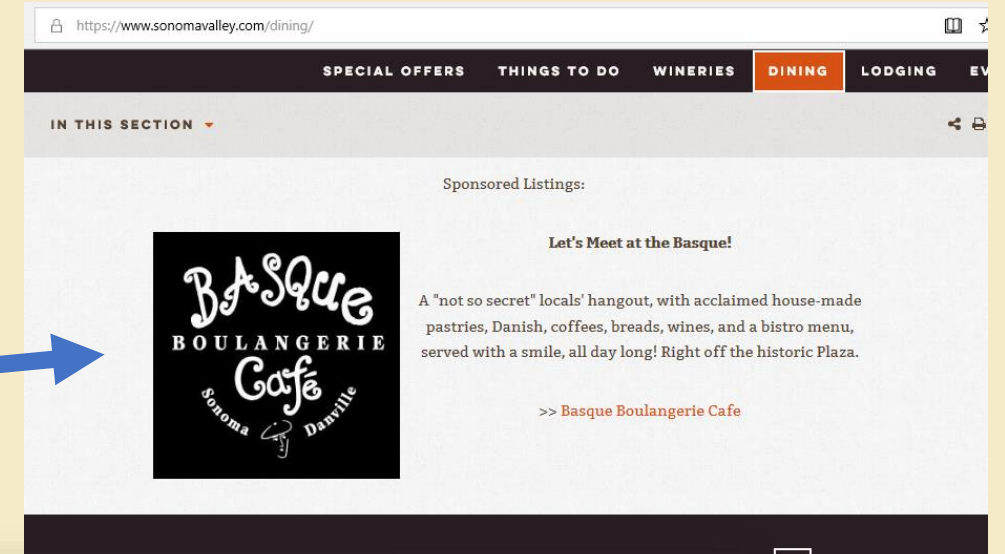 https://www.sonomavalley.com/dining/
SPECIAL OFFERS THINGS TO DO WINERIES DINING LODGING
IN THIS SECTION
Sponsored Listings:
BASQUE
BOULANGERIE
Café
Sonoma Danville
Let's Meet at the Basque!
A "not so secret" locals' hangout, with acclaimed house-made
pastries, Danish, coffees, breads, wines, and a bistro menu,
served with a smile, all day long! Right off the historic Plaza.
>> Basque Boulangerie Cafe